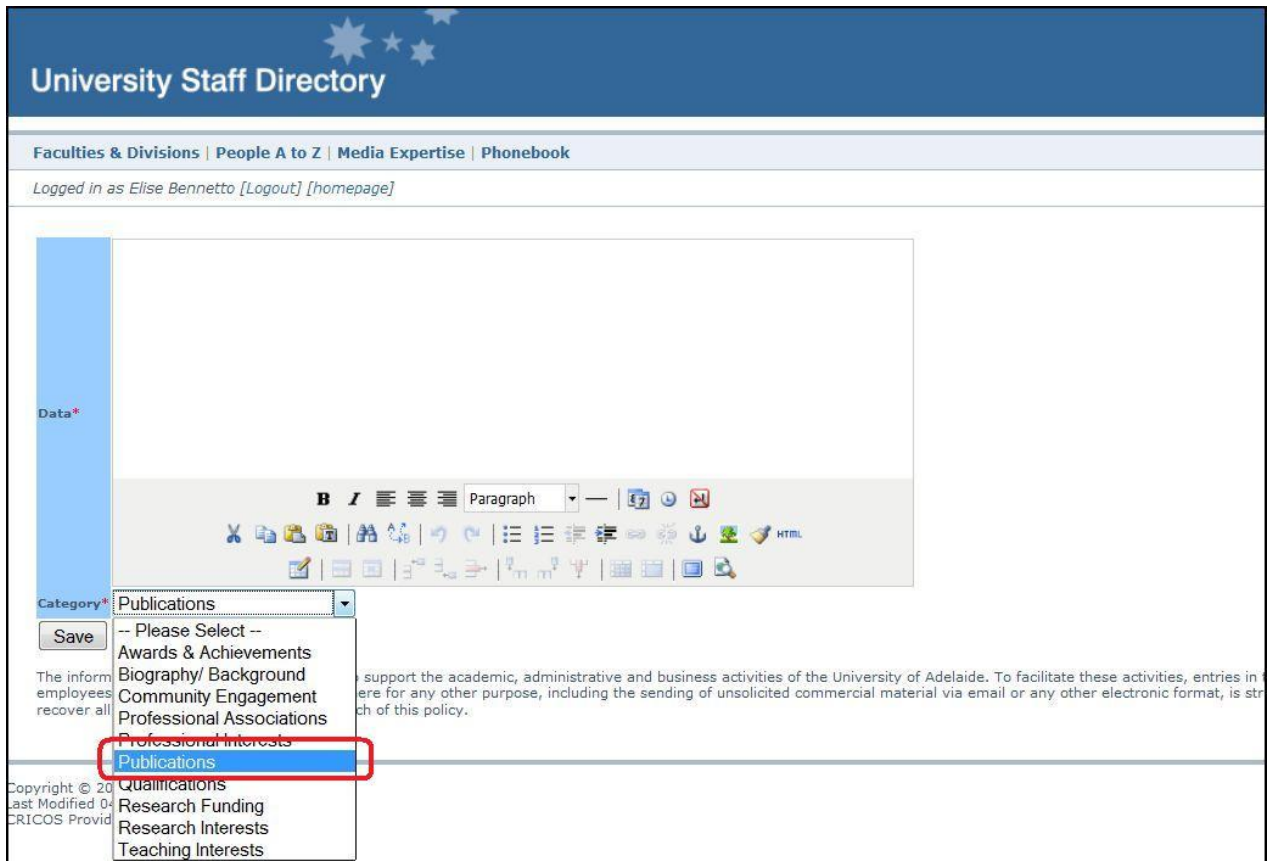 University Staff Directory
Faculties & Divisions | People A to Z | Media Expertise | Phonebook
Logged in as Elise Bennetto [Logout] [homepage]
Data*
B I Paragraph
HTML
Category* Publications
Save
-- Please Select --
Awards & Achievements
Biography/ Background
Community Engagement
Professional Associations
Professional Interests
Publications
Qualifications
Research Funding
Research Interests
Teaching Interests
The inform support the academic, administrative and business activities of the University of Adelaide. To facilitate these activities, entries in
employees ere for any other purpose, including the sending of unsolicited commercial material via email or any other electronic format, is str
recover all ch of this policy.
Copyright © 20
Last Modified 04
CRICOS Provid